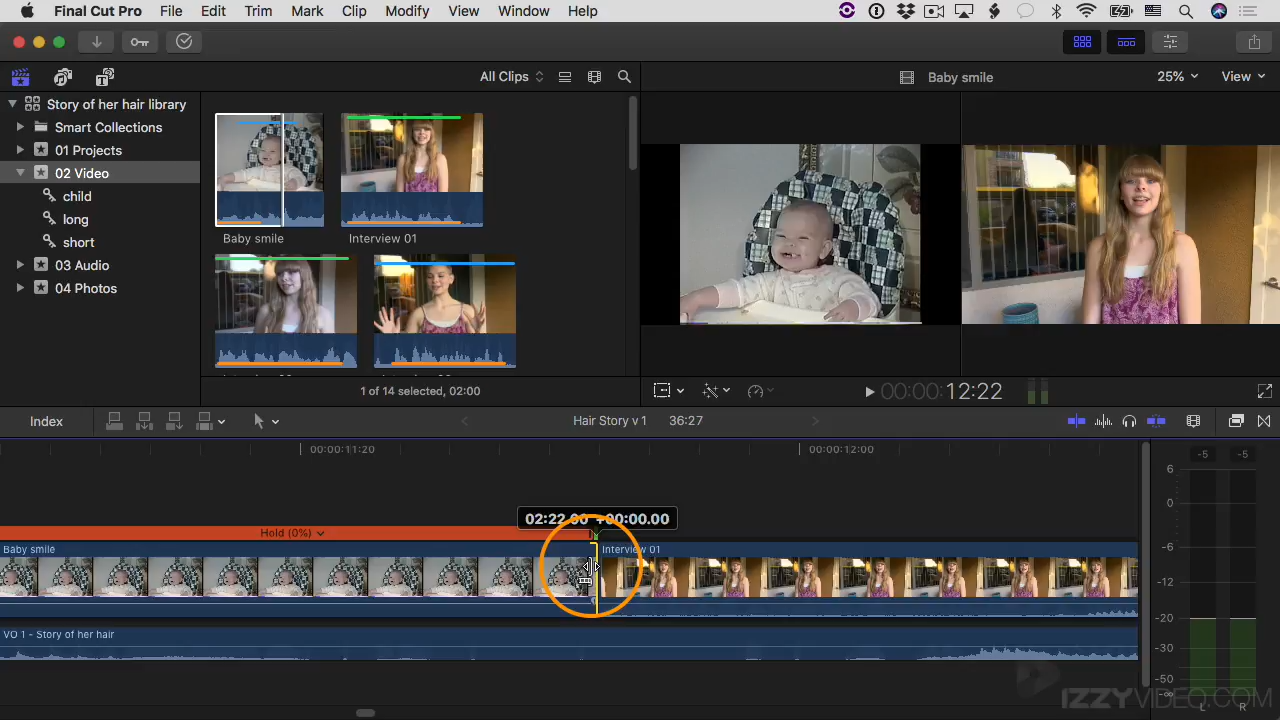 Final Cut Pro File Edit Trim Mark Clip Modify View Window Help
All Clips
Baby smile
25%
View
Story of her hair library
Smart Collections
01 Projects
02 Video
child
long
short
03 Audio
04 Photos
Baby smile
Interview 01
1 of 14 selected, 02:00
00:00:12:22
Index
Hair Story v 1
36:27
00:00:11:20
00:00:12:00
02:22.00 +00:00.00
Hold (0%)
Baby smile
Interview 01
VO 1 - Story of her hair
-5 -5
6
0
-6
-12
-20
-30
-50
-∞
L R
IZZYVIDEO.COM